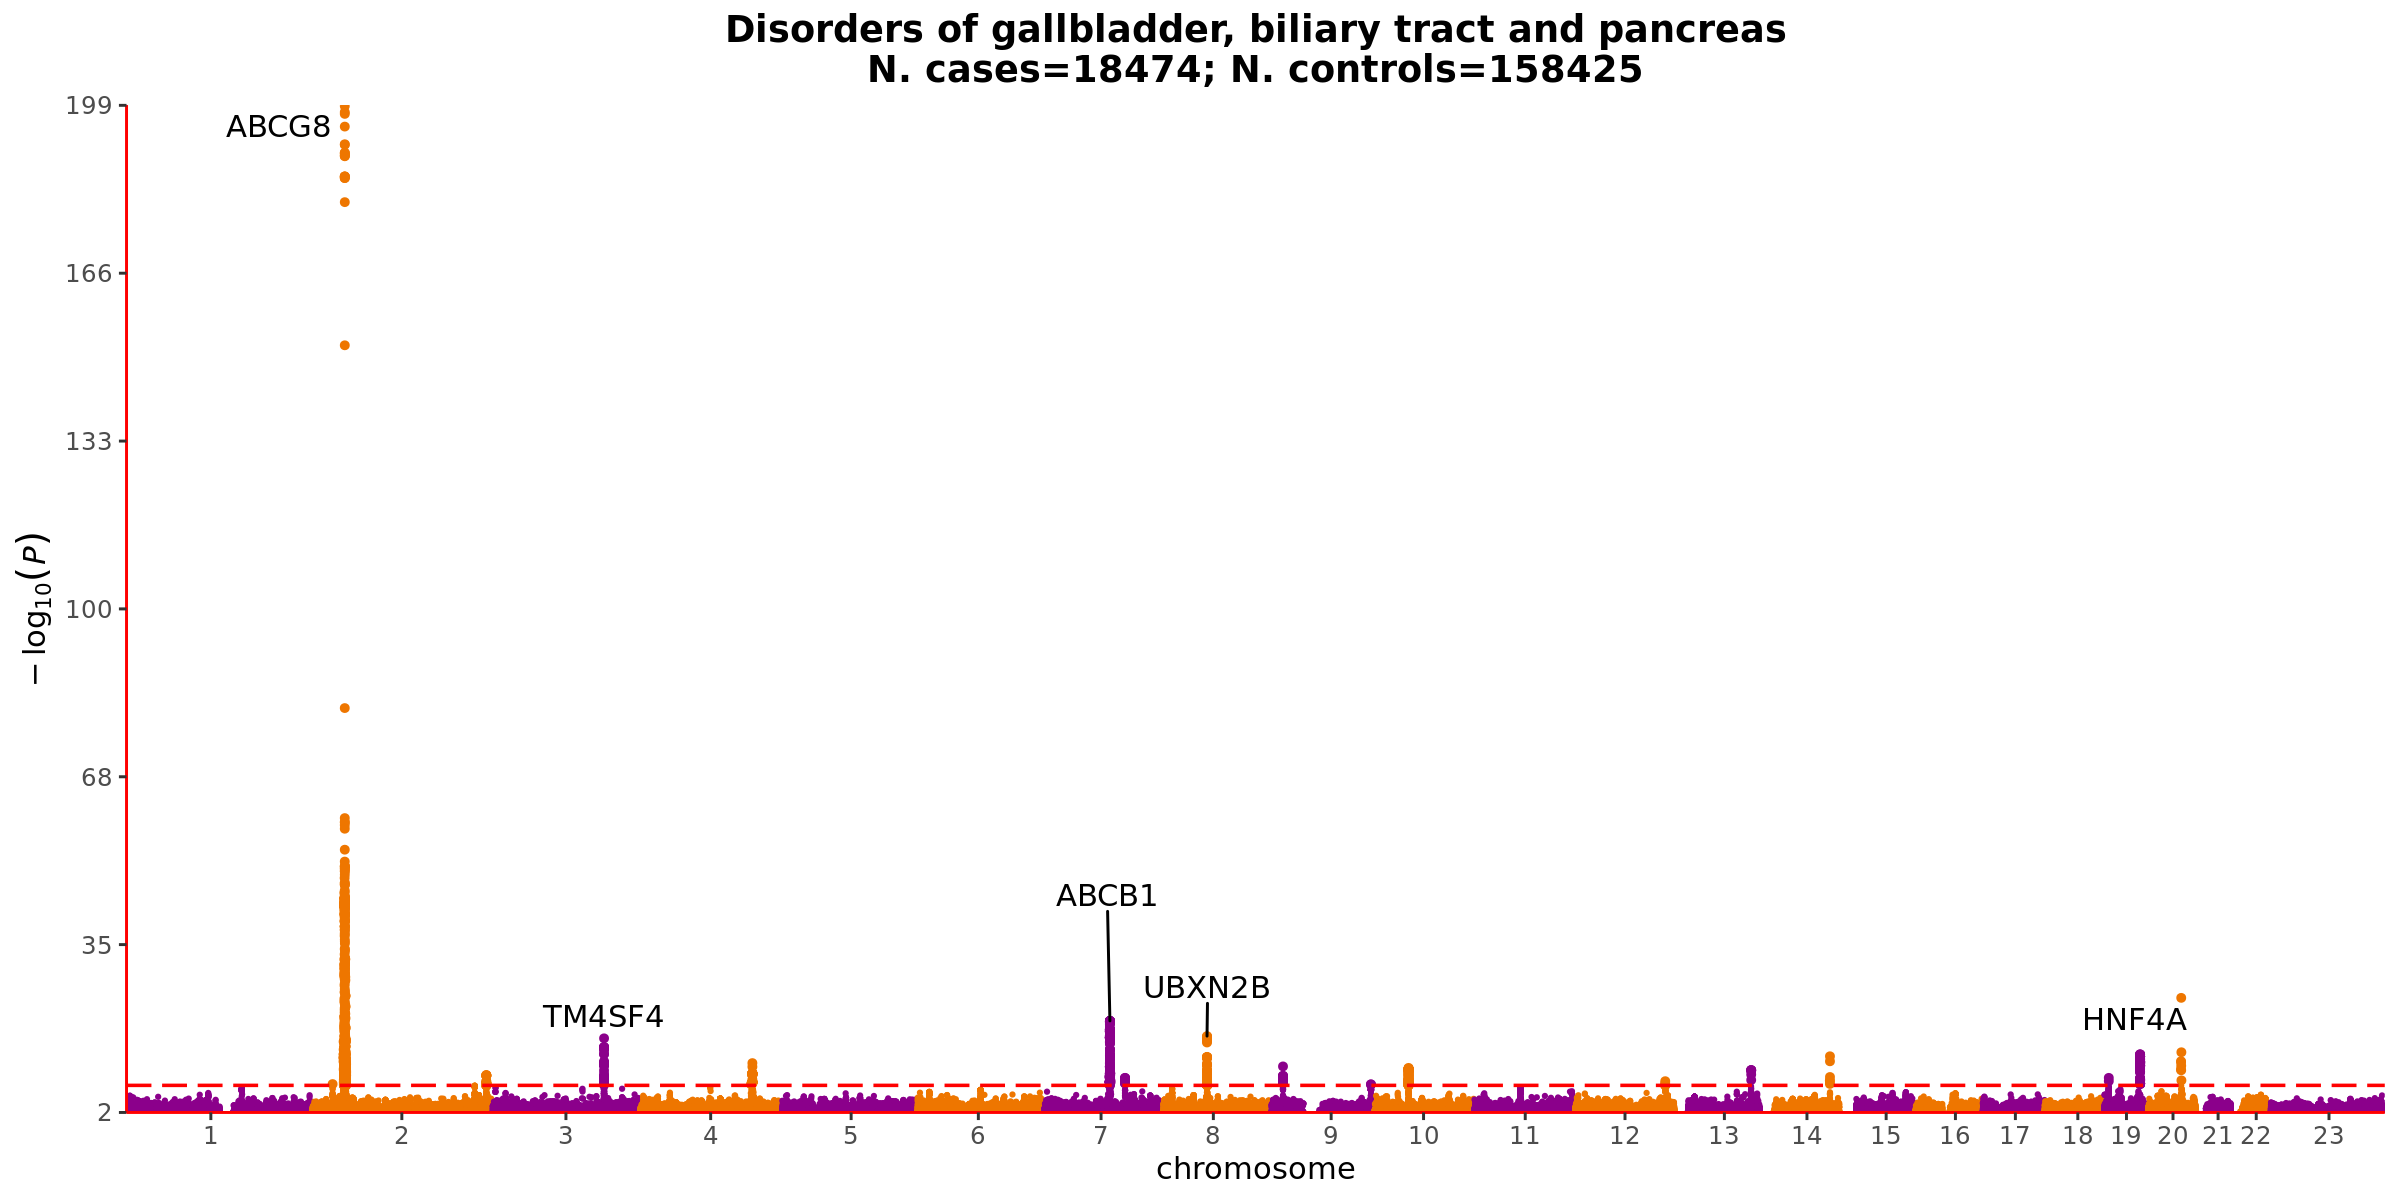 Disorders of gallbladder, biliary tract and pancreas
N. cases=18474; N. controls=158425
199
166
133
100
68
35
2
−log10(P)
ABCG8
TM4SF4
ABCB1
UBXN2B
HNF4A
1 2 3 4 5 6 7 8 9 10 11 12 13 14 15 16 17 18 19 20 21 22 23
chromosome